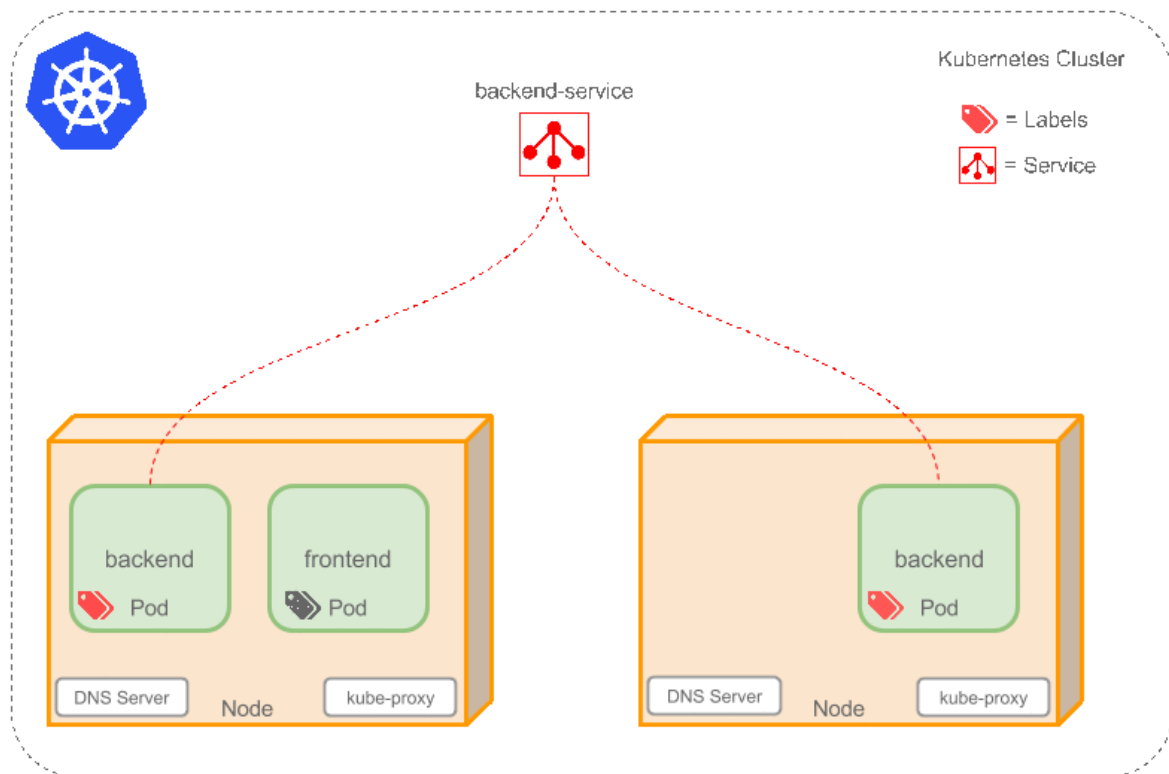 Kubernetes Cluster
backend-service
= Labels
= Service
backend
Pod
frontend
Pod
backend
Pod
DNS Server
Node
kube-proxy
DNS Server
Node
kube-proxy